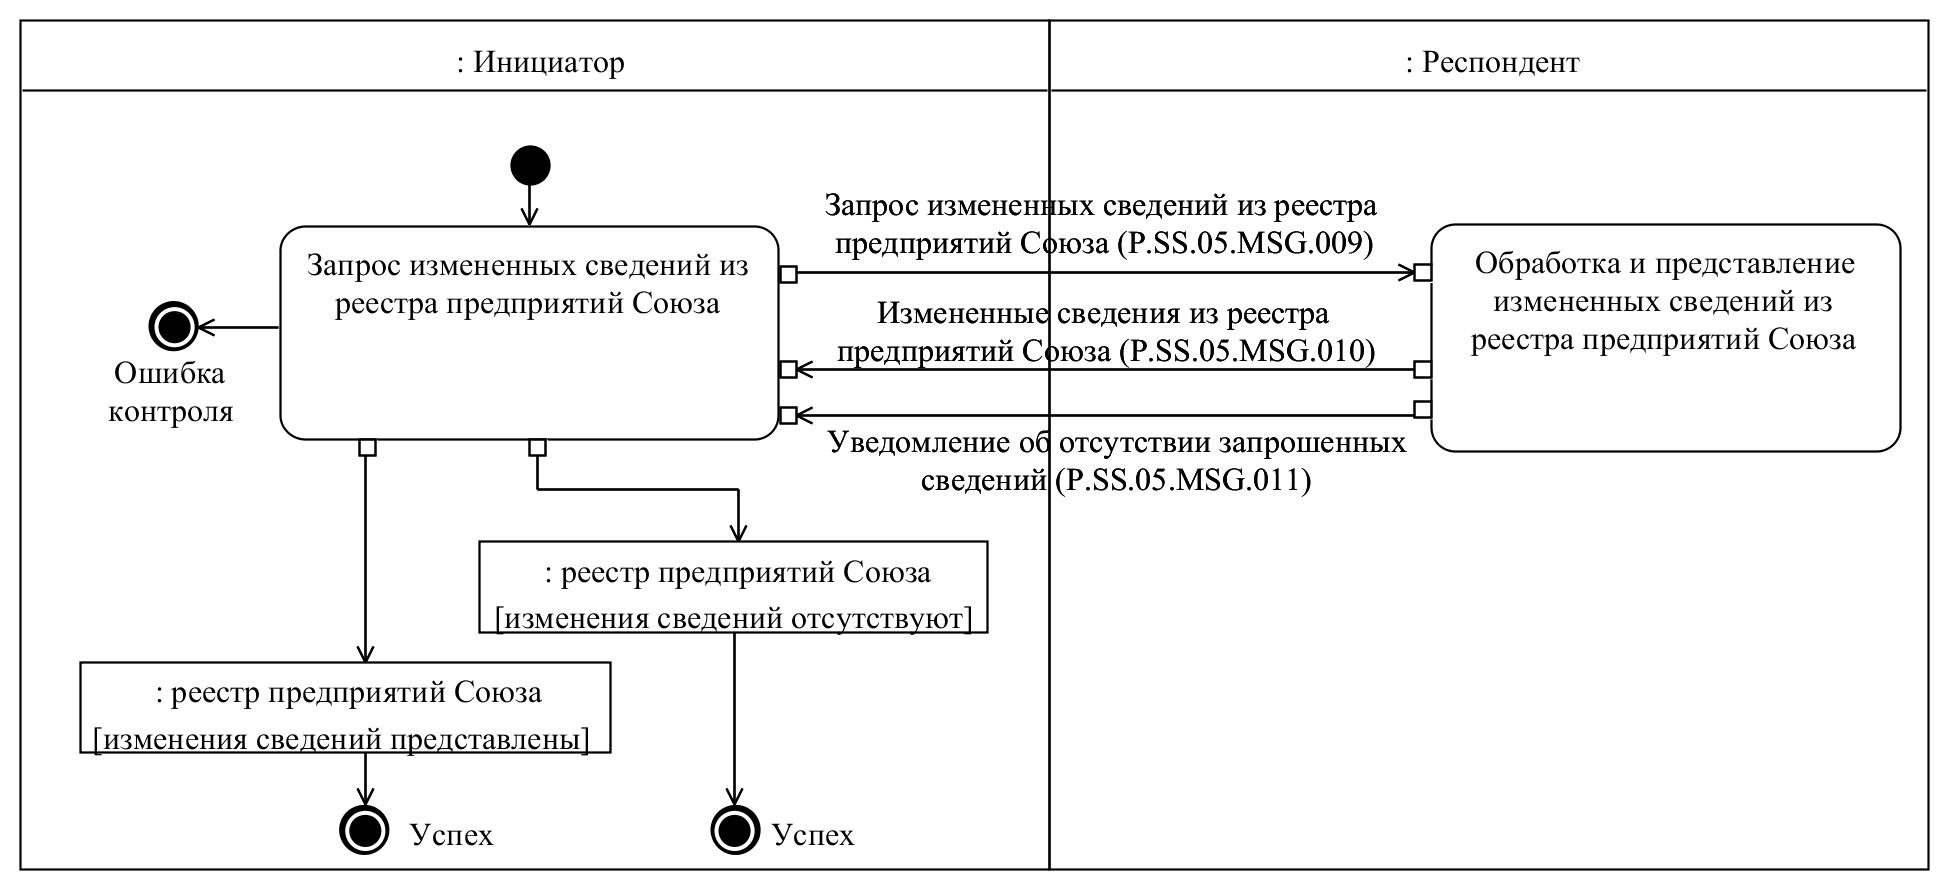 : Инициатор
: Респондент
Запрос измененных сведений из реестра
предприятий Союза (P.SS.05.MSG.009)
Запрос измененных сведений из
реестра предприятий Союза
Обработка и представление
измененных сведений из
реестра предприятий Союза
Измененные сведения из реестра
предприятий Союза (P.SS.05.MSG.010)
Ошибка
контроля
Уведомление об отсутствии запрошенных
сведений (P.SS.05.MSG.011)
: реестр предприятий Союза
[изменения сведений отсутствуют]
: реестр предприятий Союза
[изменения сведений представлены]
Успех
Успех